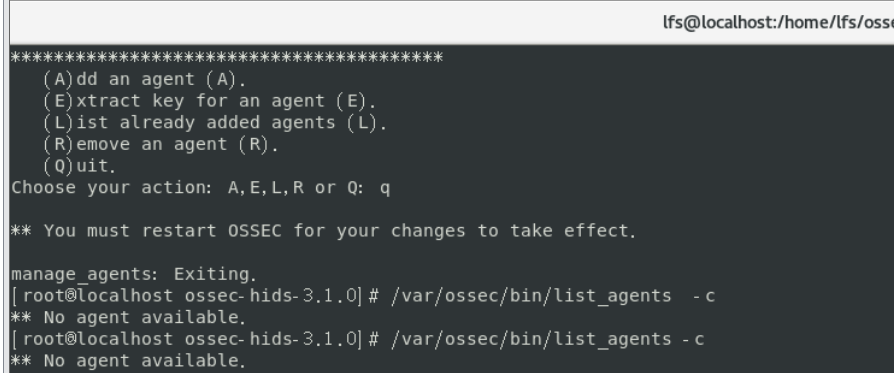 lfs@localhost:/home/lfs/osse
****************************************
(A)dd an agent (A).
(E)xtract key for an agent (E).
(L)ist already added agents (L).
(R)emove an agent (R).
(Q)uit.
Choose your action: A,E,L,R or Q: q
** You must restart OSSEC for your changes to take effect.
manage_agents: Exiting.
[root@localhost ossec-hids-3.1.0]# /var/ossec/bin/list_agents  -c
** No agent available.
[root@localhost ossec-hids-3.1.0]# /var/ossec/bin/list_agents -c
** No agent available.